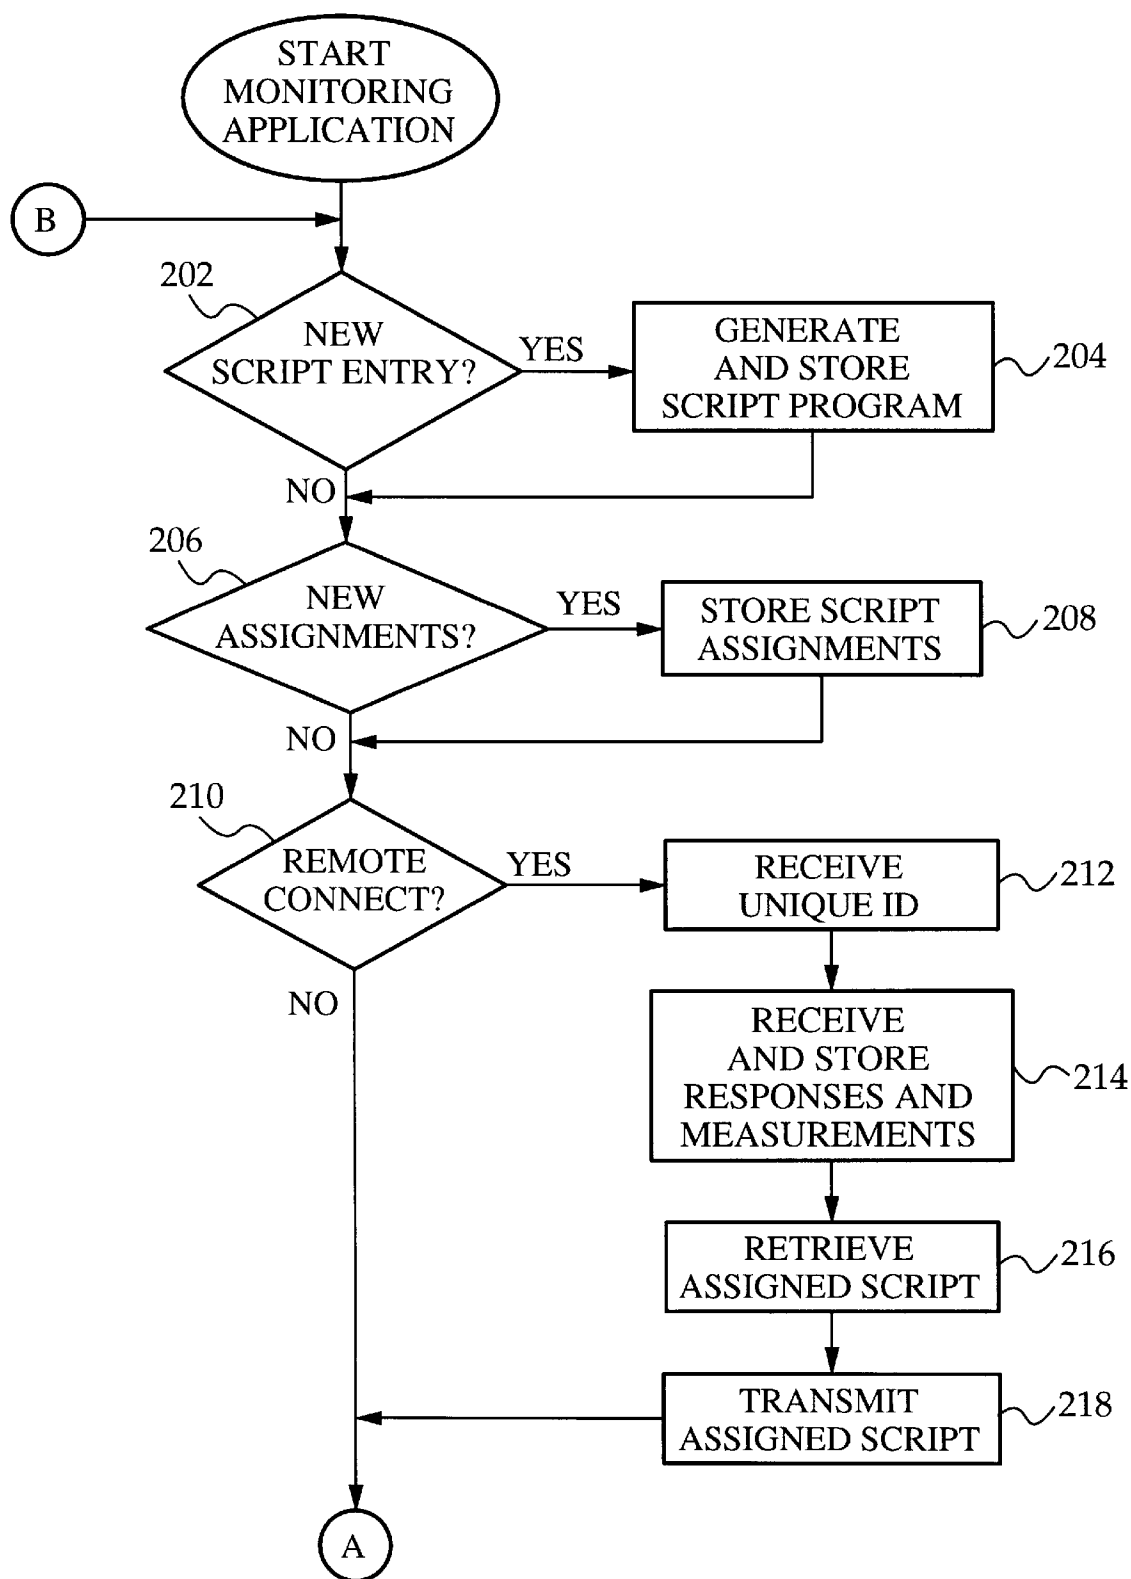 START
MONITORING
APPLICATION
B
202
NEW
SCRIPT ENTRY?
YES
GENERATE
AND STORE
SCRIPT PROGRAM
204
NO
206
NEW
ASSIGNMENTS?
YES
STORE SCRIPT
ASSIGNMENTS
208
NO
210
REMOTE
CONNECT?
YES
RECEIVE
UNIQUE ID
212
NO
RECEIVE
AND STORE
RESPONSES AND
MEASUREMENTS
214
RETRIEVE
ASSIGNED SCRIPT
216
TRANSMIT
ASSIGNED SCRIPT
218
A